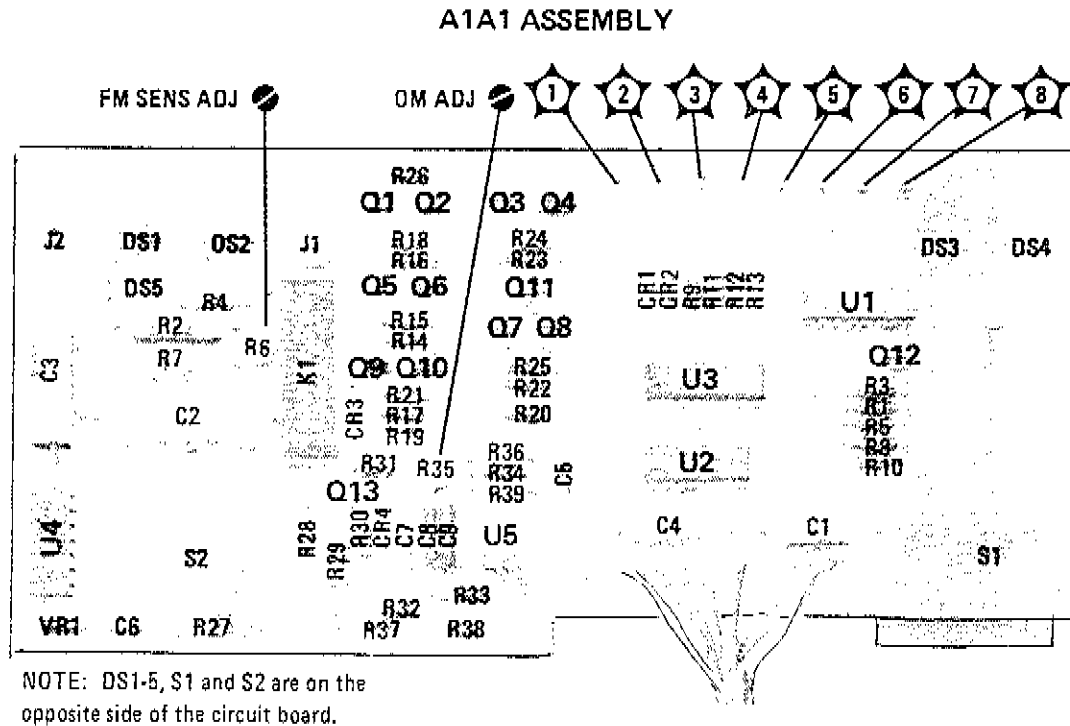 A1A1 ASSEMBLY
FM SENS ADJ
OM ADJ
1 2 3 4 5 6 7 8
R26
Q1 Q2 Q3 Q4
J2 DS1 DS2 J1
R18 R24
R16 R23
DS3 DS4
DS5
Q5 Q6 Q11
CR1 CR2 R9 R11 R12 R13
R4
U1
R2
R15
R14
Q7 Q8
R6
R7
C3
K1
Q9 Q10
R25
R22
U3
Q12
R3
R1
R5
R8
R10
C2
CR3
R21
R17
R19
R20
R31
R35
R36
R34
R39
C5
U2
Q13
U4
S2
R28
R29
R30
CR4
C7
C8
C9
U5
C4
C1
S1
R32
R33
VR1 C6 R27
R37
R38
NOTE: DS1-5, S1 and S2 are on the
opposite side of the circuit board.